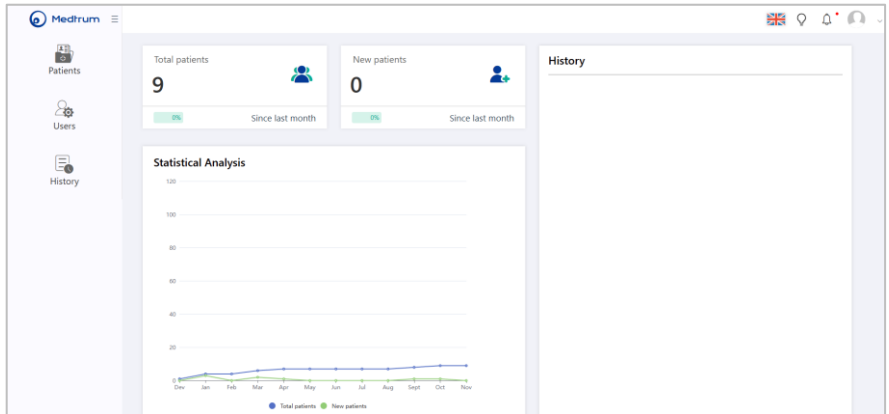 Medtrum
Patients
Users
History
Total patients
9
0%
Since last month
New patients
0
0%
Since last month
History
Statistical Analysis
120
100
80
60
40
20
0
Dev Jan Feb Mar Apr May Jun Jul Aug Sept Oct Nov
Total patients New patients